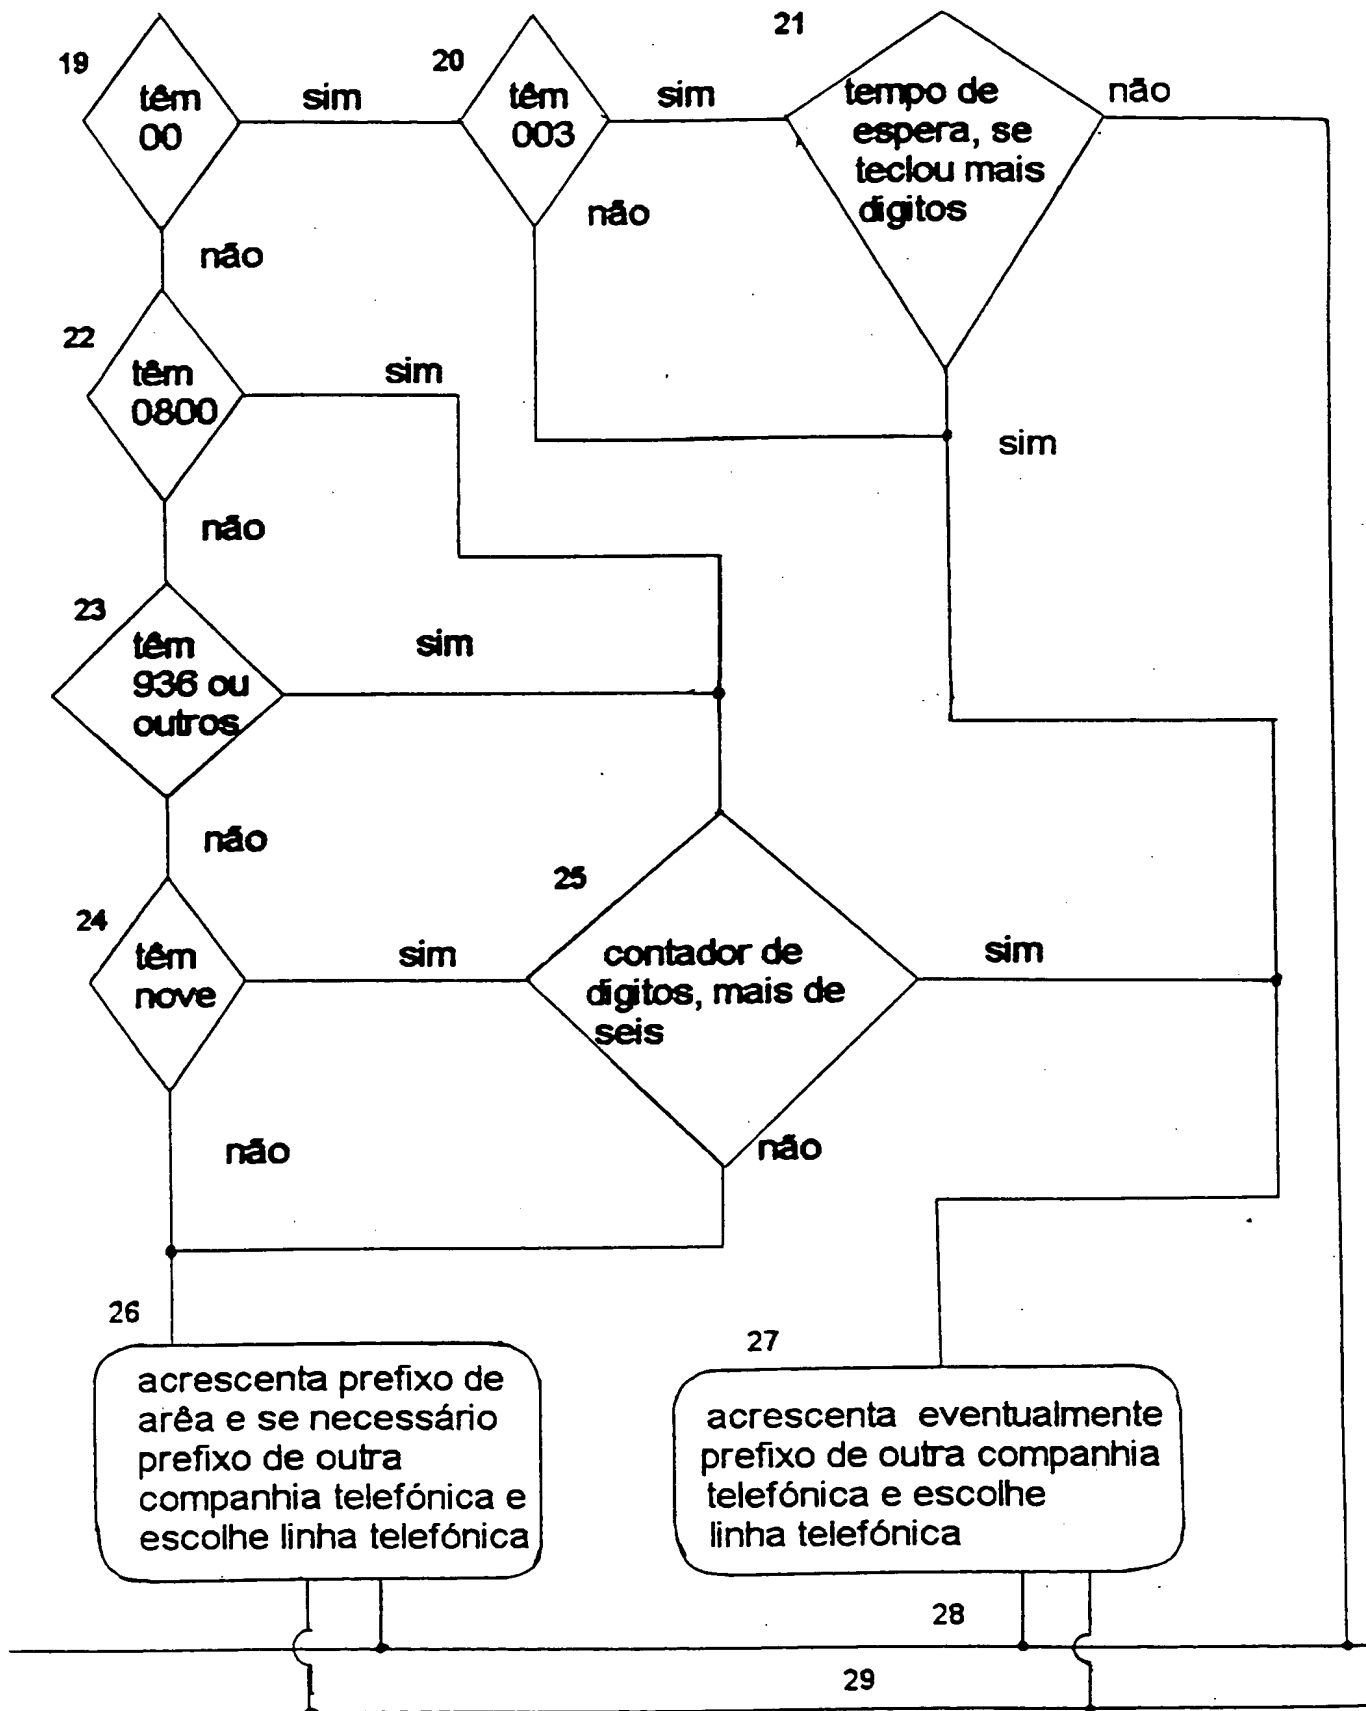 19
têm
00
sim
20
têm
003
sim
21
tempo de
espera, se
teclou mais
digitos
não
não
não
sim
22
têm
0800
sim
não
23
têm
936 ou
outros
sim
não
24
têm
nove
sim
25
contador de
digitos, mais de
seis
sim
não
não
26
acrescenta prefixo de
arêa e se necessário
prefixo de outra
companhia telefónica e
escolhe linha telefónica
27
acrescenta eventualmente
prefixo de outra companhia
telefónica e escolhe
linha telefónica
28
29